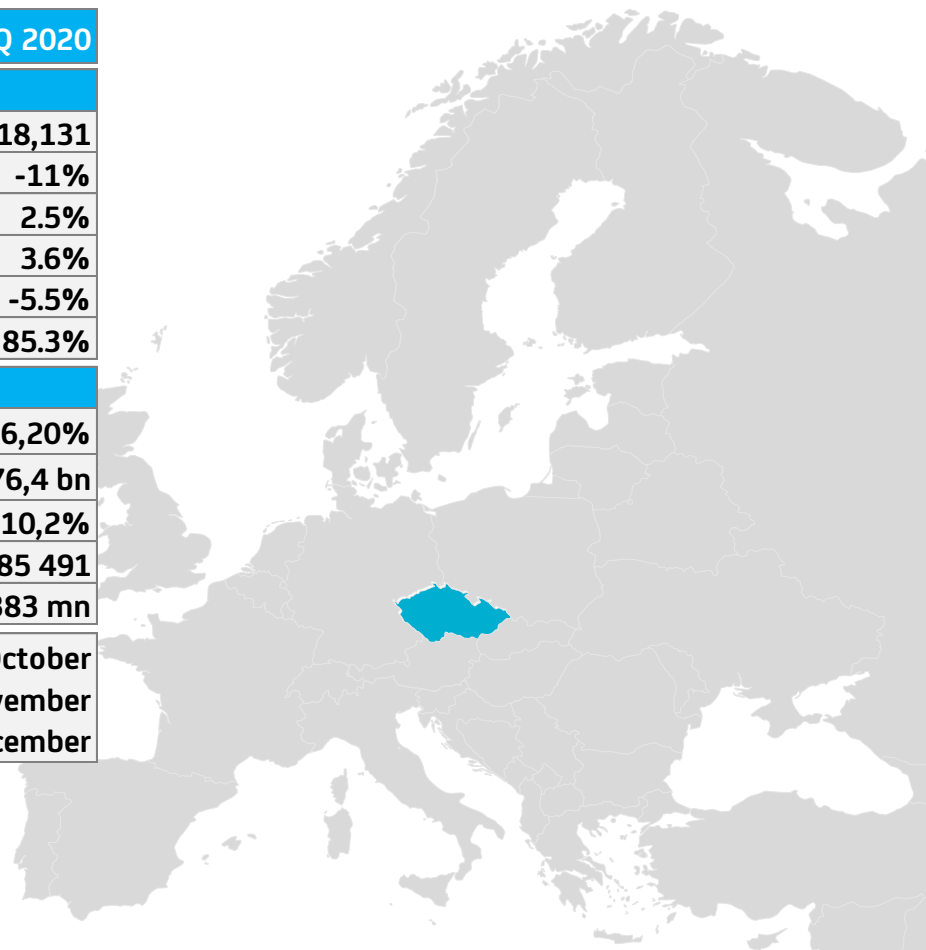 Q 2020
18,131
-11%
2.5%
3.6%
-5.5%
85.3%
6,20%
76,4 bn
10,2%
85 491
383 mn
ctober
vember
cember